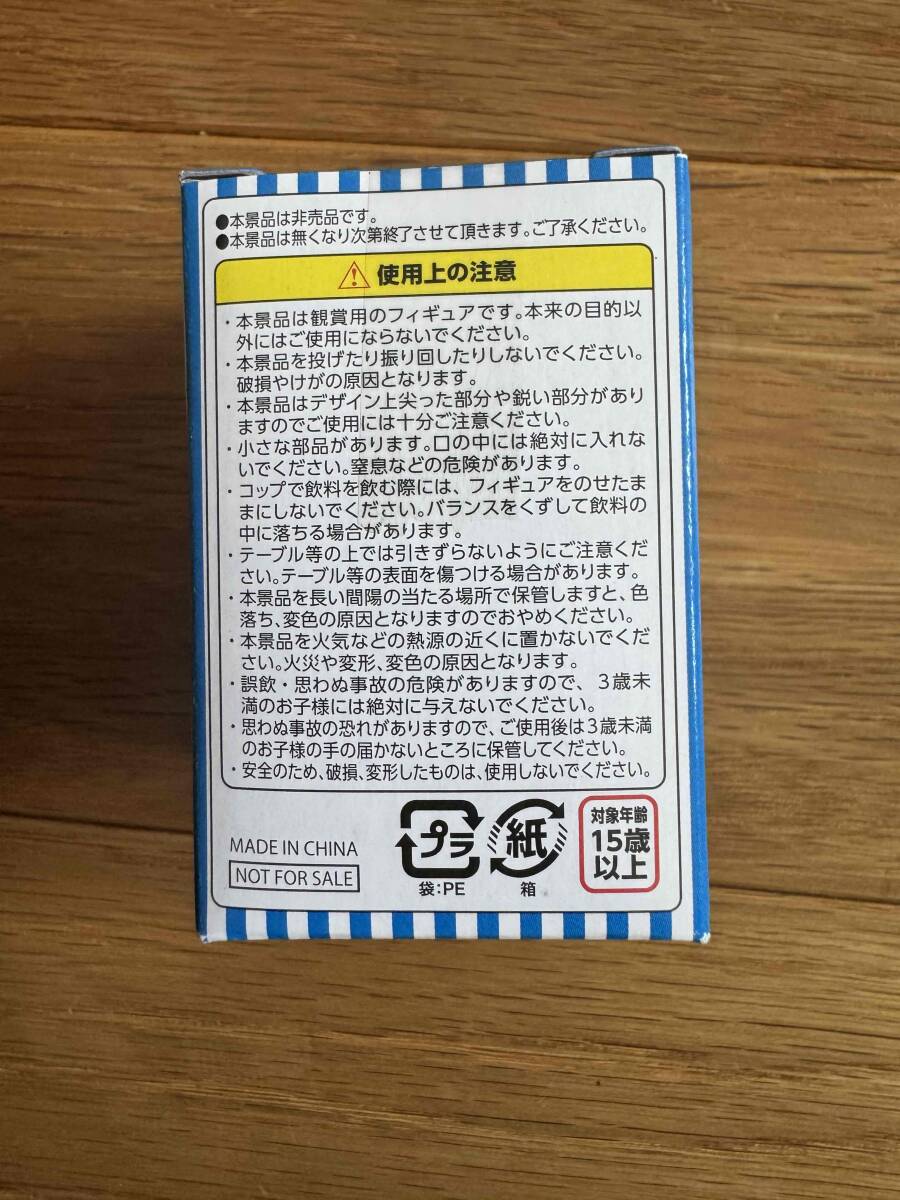 ●本景品は非売品です。
●本景品は無くなり次第終了させて頂きます。ご了承ください。
使用上の注意
・本景品は観賞用のフィギュアです。本来の目的以
外にはご使用にならないでください。
・本景品を投げたり振り回したりしないでください。
破損やけがの原因となります。
・本景品はデザイン上尖った部分や鋭い部分があり
ますのでご使用には十分ご注意ください。
・小さな部品があります。口の中には絶対に入れな
いでください。窒息などの危険があります。
・コップで飲料を飲む際には、フィギュアをのせたま
まにしないでください。バランスをくずして飲料の
中に落ちる場合があります。
・テーブル等の上では引きずらないようにご注意くだ
さい。テーブル等の表面を傷つける場合があります。
・本景品を長い間陽の当たる場所で保管しますと、色
落ち、変色の原因となりますのでおやめください。
・本景品を火気などの熱源の近くに置かないでくだ
さい。火災や変形、変色の原因となります。
・誤飲・思わぬ事故の危険がありますので、3歳未
満のお子様には絶対に与えないでください。
・思わぬ事故の恐れがありますので、ご使用後は3歳未満
のお子様の手の届かないところに保管してください。
・安全のため、破損、変形したものは、使用しないでください。
MADE IN CHINA
NOT FOR SALE
プラ
袋:PE
紙
箱
対象年齢
15歳
以上